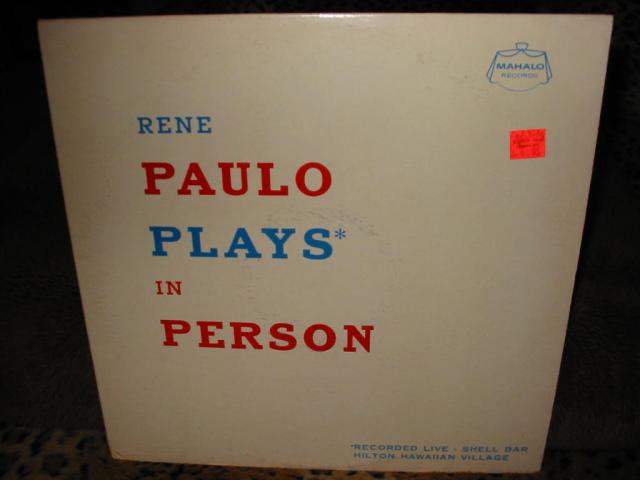 MAHALO
RECORDS
RENE
PAULO
PLAYS*
IN
PERSON
*RECORDED LIVE - SHELL BAR
HILTON HAWAIIAN VILLAGE